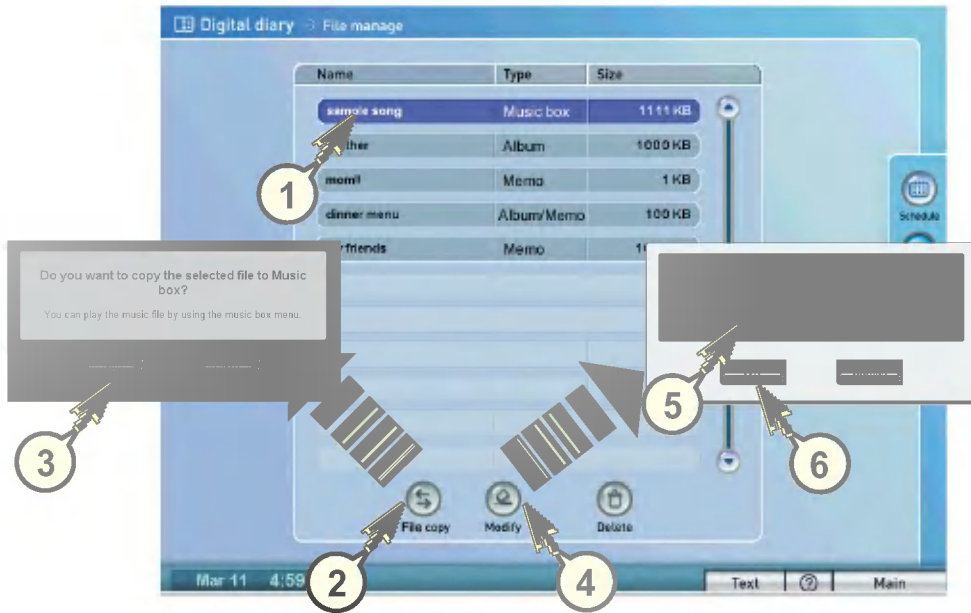 Digital diary
File manage
Name Type Size
sample song Music box 1111 KB
Album 1000 KB
mom!! Memo 1 KB
dinner menu Album/Memo 100 KB
friends Memo
Schedule
Do you want to copy the selected file to Music
box?
You can play the music file by using the music box menu.
1
2
3
4
5
6
File copy Modify Delete
Mar 11 4:59
Text ? Main